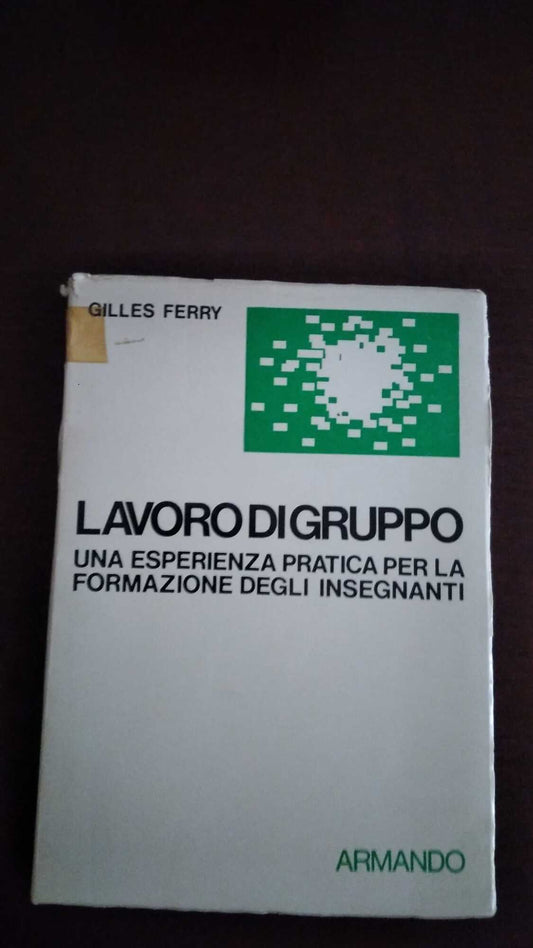 GILLES FERRY
LAVORO DI GRUPPO
UNA ESPERIENZA PRATICA PER LA
FORMAZIONE DEGLI INSEGNANTI
ARMANDO